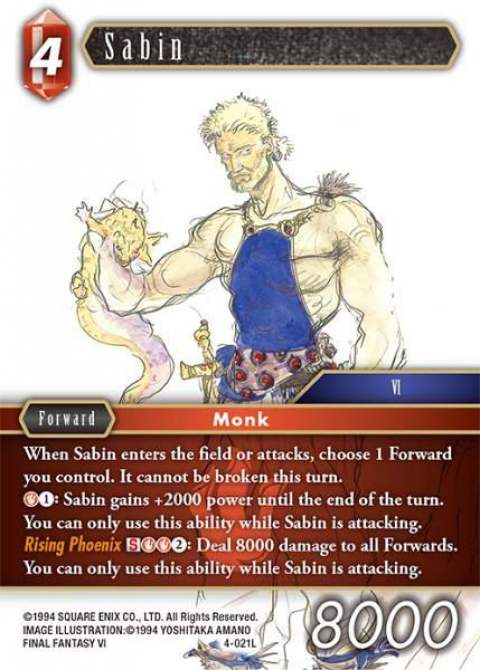 4
Sabin
VI
Forward
Monk
When Sabin enters the field or attacks, choose 1 Forward
you control. It cannot be broken this turn.
1: Sabin gains +2000 power until the end of the turn.
You can only use this ability while Sabin is attacking.
Rising Phoenix S 2: Deal 8000 damage to all Forwards.
You can only use this ability while Sabin is attacking.
©1994 SQUARE ENIX CO., LTD. All Rights Reserved.
IMAGE ILLUSTRATION:©1994 YOSHITAKA AMANO
FINAL FANTASY VI 4-021L
8000